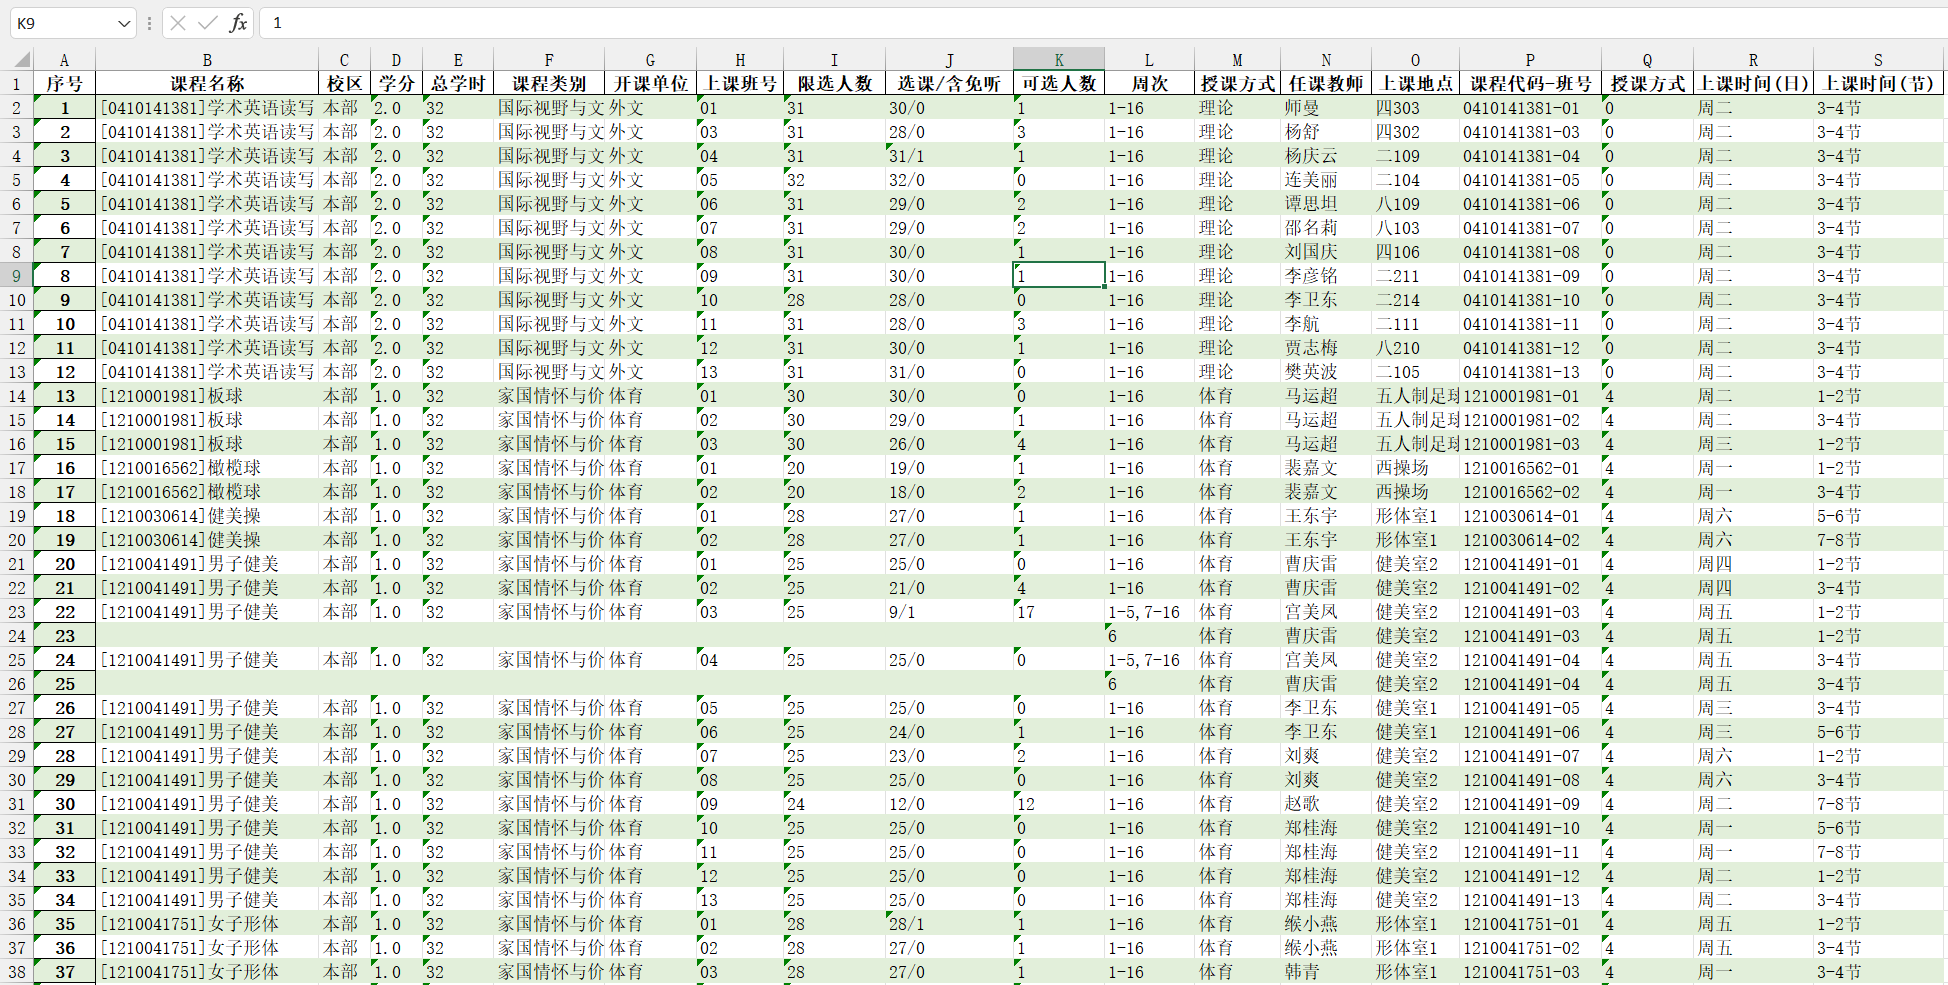 K9 fx 1
A B C D E F G H I J K L M N O P Q R S
1 序号 课程名称 校区 学分 总学时 课程类别 开课单位 上课班号 限选人数 选课/含免听 可选人数 周次 授课方式 任课教师 上课地点 课程代码-班号 授课方式 上课时间(日) 上课时间(节)
2 1 [0410141381]学术英语读写 本部 2.0 32 国际视野与文 外文 01 31 30/0 1 1-16 理论 师曼 四303 0410141381-01 0 周二 3-4节
3 2 [0410141381]学术英语读写 本部 2.0 32 国际视野与文 外文 03 31 28/0 3 1-16 理论 杨舒 四302 0410141381-03 0 周二 3-4节
4 3 [0410141381]学术英语读写 本部 2.0 32 国际视野与文 外文 04 31 31/1 1 1-16 理论 杨庆云 二109 0410141381-04 0 周二 3-4节
5 4 [0410141381]学术英语读写 本部 2.0 32 国际视野与文 外文 05 32 32/0 0 1-16 理论 连美丽 二104 0410141381-05 0 周二 3-4节
6 5 [0410141381]学术英语读写 本部 2.0 32 国际视野与文 外文 06 31 29/0 2 1-16 理论 谭思坦 八109 0410141381-06 0 周二 3-4节
7 6 [0410141381]学术英语读写 本部 2.0 32 国际视野与文 外文 07 31 29/0 2 1-16 理论 邵名莉 八103 0410141381-07 0 周二 3-4节
8 7 [0410141381]学术英语读写 本部 2.0 32 国际视野与文 外文 08 31 30/0 1 1-16 理论 刘国庆 四106 0410141381-08 0 周二 3-4节
9 8 [0410141381]学术英语读写 本部 2.0 32 国际视野与文 外文 09 31 30/0 1 1-16 理论 李彦铭 二211 0410141381-09 0 周二 3-4节
10 9 [0410141381]学术英语读写 本部 2.0 32 国际视野与文 外文 10 28 28/0 0 1-16 理论 李卫东 二214 0410141381-10 0 周二 3-4节
11 10 [0410141381]学术英语读写 本部 2.0 32 国际视野与文 外文 11 31 28/0 3 1-16 理论 李航 二111 0410141381-11 0 周二 3-4节
12 11 [0410141381]学术英语读写 本部 2.0 32 国际视野与文 外文 12 31 30/0 1 1-16 理论 贾志梅 八210 0410141381-12 0 周二 3-4节
13 12 [0410141381]学术英语读写 本部 2.0 32 国际视野与文 外文 13 31 31/0 0 1-16 理论 樊英波 二105 0410141381-13 0 周二 3-4节
14 13 [1210001981]板球 本部 1.0 32 家国情怀与价 体育 01 30 30/0 0 1-16 体育 马运超 五人制足球 1210001981-01 4 周二 1-2节
15 14 [1210001981]板球 本部 1.0 32 家国情怀与价 体育 02 30 29/0 1 1-16 体育 马运超 五人制足球 1210001981-02 4 周二 3-4节
16 15 [1210001981]板球 本部 1.0 32 家国情怀与价 体育 03 30 26/0 4 1-16 体育 马运超 五人制足球 1210001981-03 4 周三 1-2节
17 16 [1210016562]橄榄球 本部 1.0 32 家国情怀与价 体育 01 20 19/0 1 1-16 体育 裴嘉文 西操场 1210016562-01 4 周一 1-2节
18 17 [1210016562]橄榄球 本部 1.0 32 家国情怀与价 体育 02 20 18/0 2 1-16 体育 裴嘉文 西操场 1210016562-02 4 周一 3-4节
19 18 [1210030614]健美操 本部 1.0 32 家国情怀与价 体育 01 28 27/0 1 1-16 体育 王东宇 形体室1 1210030614-01 4 周六 5-6节
20 19 [1210030614]健美操 本部 1.0 32 家国情怀与价 体育 02 28 27/0 1 1-16 体育 王东宇 形体室1 1210030614-02 4 周六 7-8节
21 20 [1210041491]男子健美 本部 1.0 32 家国情怀与价 体育 01 25 25/0 0 1-16 体育 曹庆雷 健美室2 1210041491-01 4 周四 1-2节
22 21 [1210041491]男子健美 本部 1.0 32 家国情怀与价 体育 02 25 21/0 4 1-16 体育 曹庆雷 健美室2 1210041491-02 4 周四 3-4节
23 22 [1210041491]男子健美 本部 1.0 32 家国情怀与价 体育 03 25 9/1 17 1-5,7-16 体育 宫美凤 健美室2 1210041491-03 4 周五 1-2节
24 23 6 体育 曹庆雷 健美室2 1210041491-03 4 周五 1-2节
25 24 [1210041491]男子健美 本部 1.0 32 家国情怀与价 体育 04 25 25/0 0 1-5,7-16 体育 宫美凤 健美室2 1210041491-04 4 周五 3-4节
26 25 6 体育 曹庆雷 健美室2 1210041491-04 4 周五 3-4节
27 26 [1210041491]男子健美 本部 1.0 32 家国情怀与价 体育 05 25 25/0 0 1-16 体育 李卫东 健美室1 1210041491-05 4 周三 3-4节
28 27 [1210041491]男子健美 本部 1.0 32 家国情怀与价 体育 06 25 24/0 1 1-16 体育 李卫东 健美室1 1210041491-06 4 周三 5-6节
29 28 [1210041491]男子健美 本部 1.0 32 家国情怀与价 体育 07 25 23/0 2 1-16 体育 刘爽 健美室2 1210041491-07 4 周六 1-2节
30 29 [1210041491]男子健美 本部 1.0 32 家国情怀与价 体育 08 25 25/0 0 1-16 体育 刘爽 健美室2 1210041491-08 4 周六 3-4节
31 30 [1210041491]男子健美 本部 1.0 32 家国情怀与价 体育 09 24 12/0 12 1-16 体育 赵歌 健美室2 1210041491-09 4 周二 7-8节
32 31 [1210041491]男子健美 本部 1.0 32 家国情怀与价 体育 10 25 25/0 0 1-16 体育 郑桂海 健美室2 1210041491-10 4 周一 5-6节
33 32 [1210041491]男子健美 本部 1.0 32 家国情怀与价 体育 11 25 25/0 0 1-16 体育 郑桂海 健美室2 1210041491-11 4 周一 7-8节
34 33 [1210041491]男子健美 本部 1.0 32 家国情怀与价 体育 12 25 25/0 0 1-16 体育 郑桂海 健美室2 1210041491-12 4 周二 1-2节
35 34 [1210041491]男子健美 本部 1.0 32 家国情怀与价 体育 13 25 25/0 0 1-16 体育 郑桂海 健美室2 1210041491-13 4 周二 3-4节
36 35 [1210041751]女子形体 本部 1.0 32 家国情怀与价 体育 01 28 28/1 1 1-16 体育 缑小燕 形体室1 1210041751-01 4 周五 1-2节
37 36 [1210041751]女子形体 本部 1.0 32 家国情怀与价 体育 02 28 27/0 1 1-16 体育 缑小燕 形体室1 1210041751-02 4 周五 3-4节
38 37 [1210041751]女子形体 本部 1.0 32 家国情怀与价 体育 03 28 27/0 1 1-16 体育 韩青 形体室1 1210041751-03 4 周一 3-4节